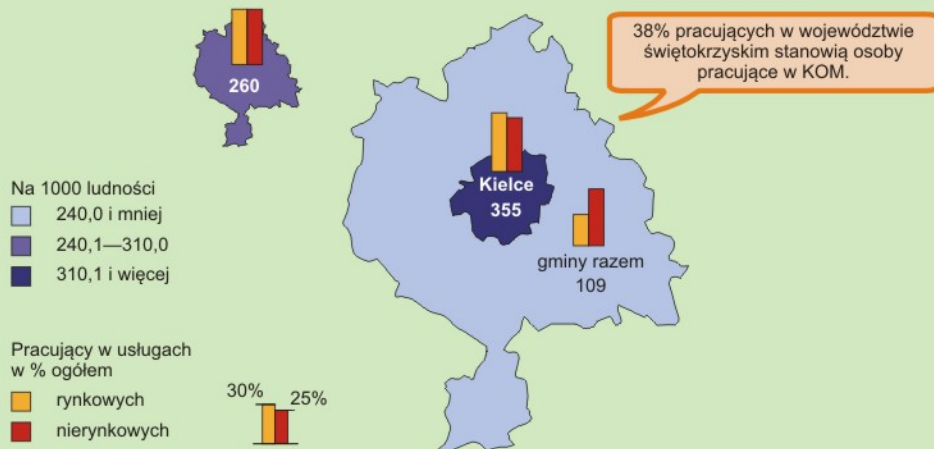 38% pracujących w województwie
świętokrzyskim stanowią osoby
pracujące w KOM.
260
Kielce
355
gminy razem
109
Na 1000 ludności
240,0 i mniej
240,1—310,0
310,1 i więcej
Pracujący w usługach
w % ogółem
rynkowych
nierynkowych
30%
25%